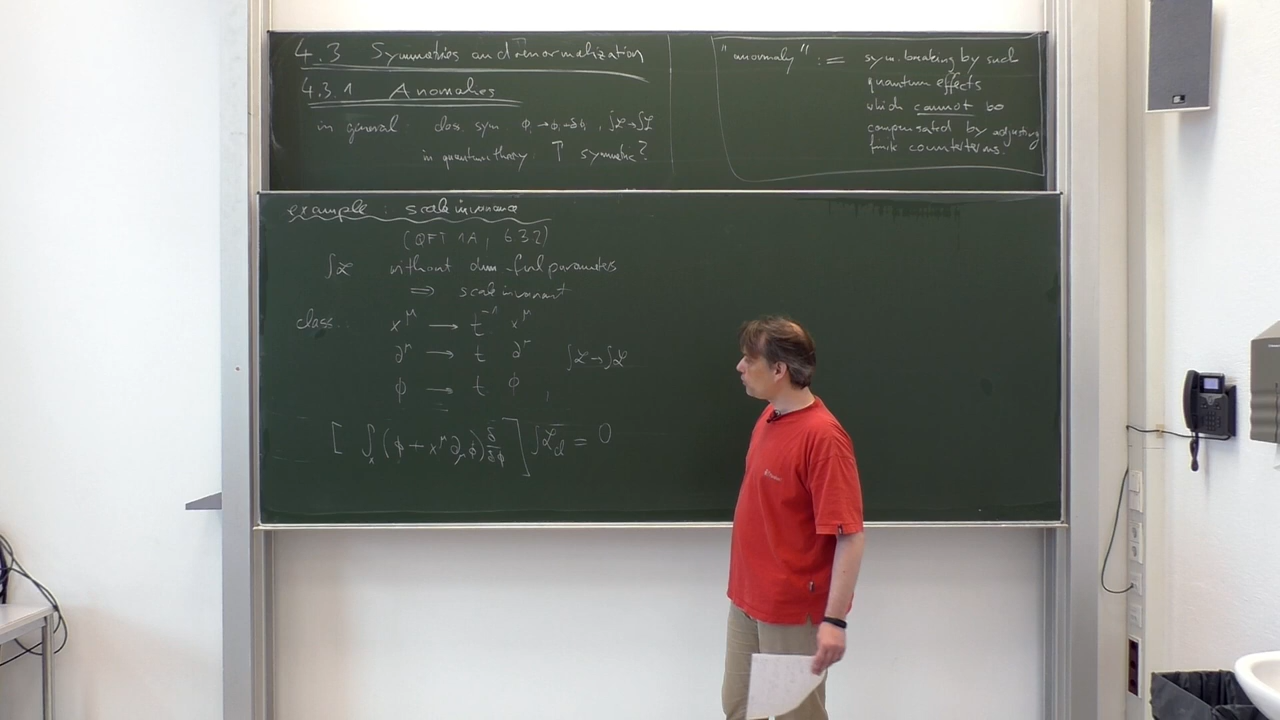 4.3 Symmetries and Renormalization
4.3.1 Anomalies
in general class. sym. ϕ → ϕ + δϕ, ∫ℒ → ∫ℒ
in quantum theory ↑ symmetric?
"anomaly" := sym. breaking by such
quantum effects
which cannot be
compensated by adjusting
finite counterterms.
example: scale invariance
(QFT 1A, 6.3.2)
∫ℒ without dim.-ful parameters
⟹ scale invariant
class.: x^μ → t^{-1} x^μ
∂^μ → t ∂^μ ∫ℒ → ∫ℒ
ϕ → t ϕ
[ ∫_x (ϕ + x^μ ∂_μ ϕ) δ/δϕ ] ∫ℒ_cl = 0